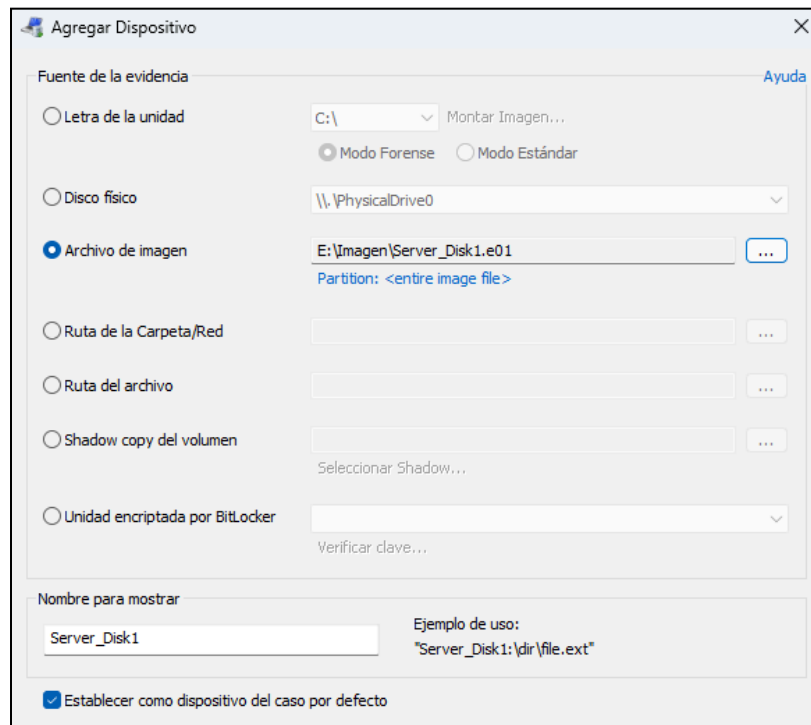 Agregar Dispositivo
Fuente de la evidencia
Ayuda
Letra de la unidad
C:\
Montar Imagen...
Modo Forense
Modo Estándar
Disco físico
\\.\PhysicalDrive0
Archivo de imagen
E:\Imagen\Server_Disk1.e01
...
Partition: <entire image file>
Ruta de la Carpeta/Red
...
Ruta del archivo
...
Shadow copy del volumen
...
Seleccionar Shadow...
Unidad encriptada por BitLocker
Verificar clave...
Nombre para mostrar
Server_Disk1
Ejemplo de uso:
"Server_Disk1:\dir\file.ext"
Establecer como dispositivo del caso por defecto